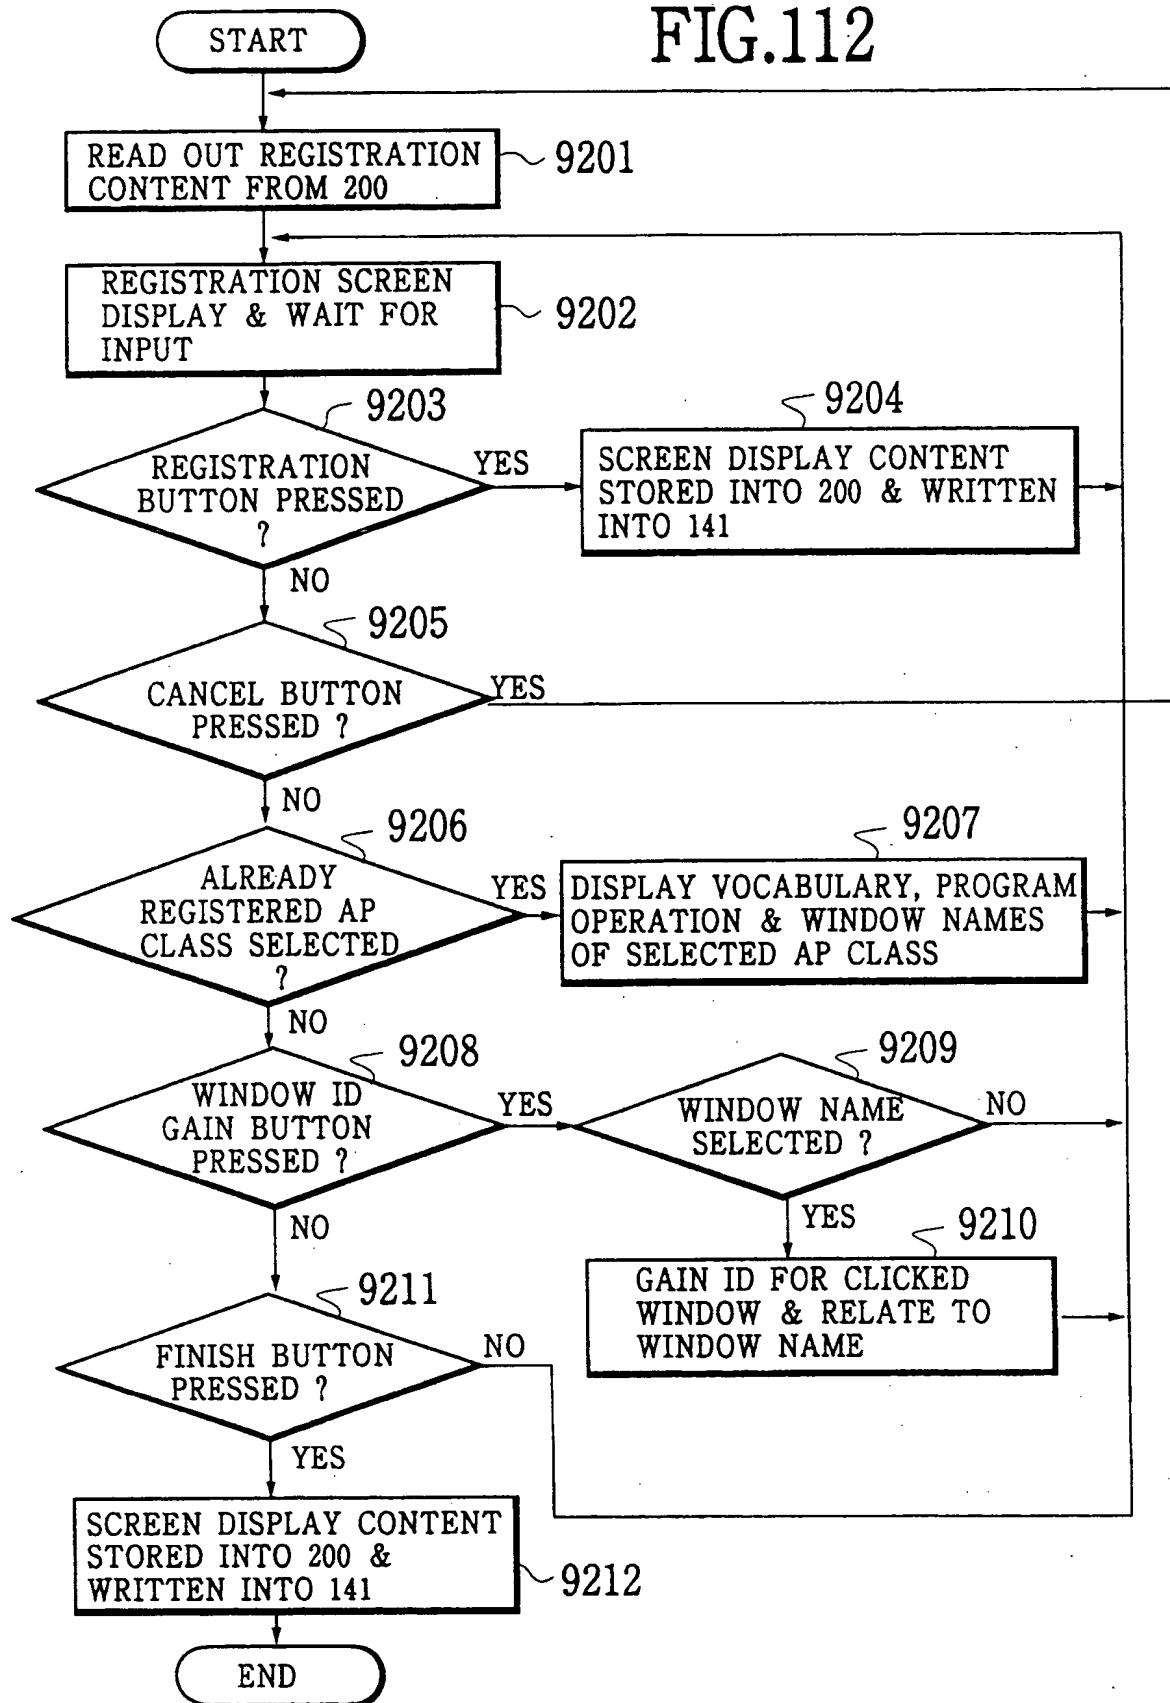 FIG.112
START
READ OUT REGISTRATION
CONTENT FROM 200
9201
REGISTRATION SCREEN
DISPLAY & WAIT FOR
INPUT
9202
9203
REGISTRATION
BUTTON PRESSED
?
YES
NO
9204
SCREEN DISPLAY CONTENT
STORED INTO 200 & WRITTEN
INTO 141
9205
CANCEL BUTTON
PRESSED ?
YES
NO
9206
ALREADY
REGISTERED AP
CLASS SELECTED
?
YES
NO
9207
DISPLAY VOCABULARY, PROGRAM
OPERATION & WINDOW NAMES
OF SELECTED AP CLASS
9208
WINDOW ID
GAIN BUTTON
PRESSED ?
YES
NO
9209
WINDOW NAME
SELECTED ?
NO
YES
9210
GAIN ID FOR CLICKED
WINDOW & RELATE TO
WINDOW NAME
9211
FINISH BUTTON
PRESSED ?
NO
YES
SCREEN DISPLAY CONTENT
STORED INTO 200 &
WRITTEN INTO 141
9212
END